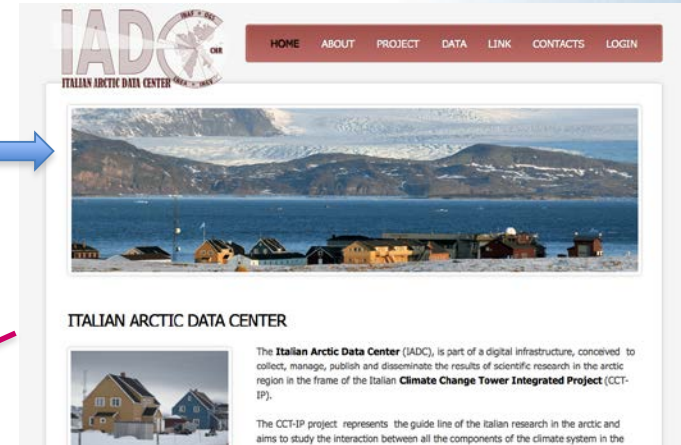 IADC
INAF + OGS
CNR
ITALIAN ARCTIC DATA CENTER
HOME ABOUT PROJECT DATA LINK CONTACTS LOGIN
ITALIAN ARCTIC DATA CENTER
The Italian Arctic Data Center (IADC), is part of a digital infrastructure, conceived to
collect, manage, publish and disseminate the results of scientific research in the arctic
region in the frame of the Italian Climate Change Tower Integrated Project (CCT-
IP).
The CCT-IP project represents the guide line of the italian research in the arctic and
aims to study the interaction between all the components of the climate system in the